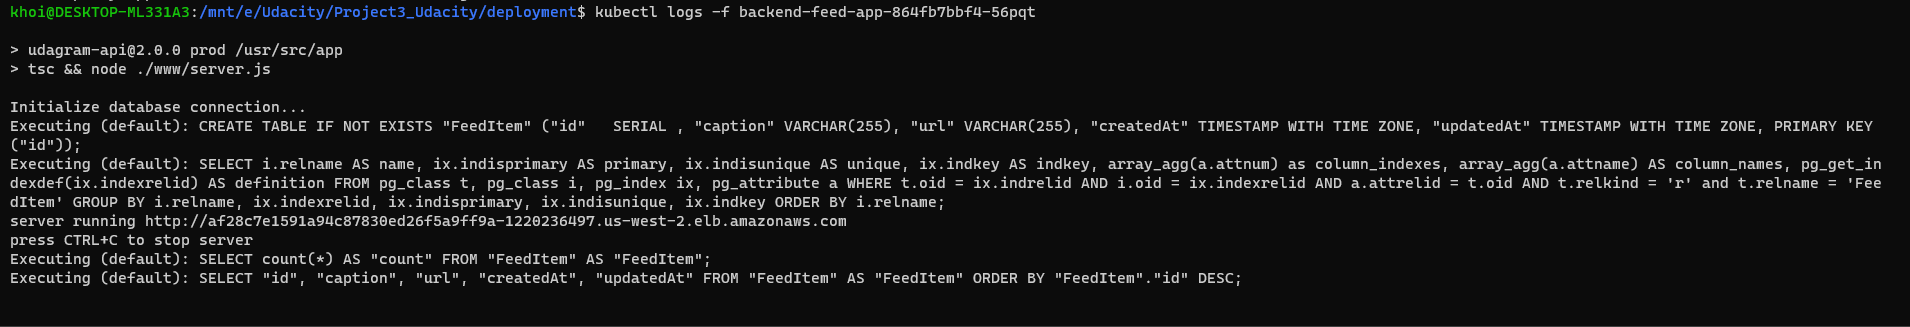 khoi@DESKTOP-ML331A3:/mnt/e/Udacity/Project3_Udacity/deployment$ kubectl logs -f backend-feed-app-864fb7bbf4-56pqt
> udagram-api@2.0.0 prod /usr/src/app
> tsc && node ./www/server.js
Initialize database connection...
Executing (default): CREATE TABLE IF NOT EXISTS "FeedItem" ("id"   SERIAL , "caption" VARCHAR(255), "url" VARCHAR(255), "createdAt" TIMESTAMP WITH TIME ZONE, "updatedAt" TIMESTAMP WITH TIME ZONE, PRIMARY KEY
("id"));
Executing (default): SELECT i.relname AS name, ix.indisprimary AS primary, ix.indisunique AS unique, ix.indkey AS indkey, array_agg(a.attnum) as column_indexes, array_agg(a.attname) AS column_names, pg_get_in
dexdef(ix.indexrelid) AS definition FROM pg_class t, pg_class i, pg_index ix, pg_attribute a WHERE t.oid = ix.indrelid AND i.oid = ix.indexrelid AND a.attrelid = t.oid AND t.relkind = 'r' and t.relname = 'Fee
dItem' GROUP BY i.relname, ix.indexrelid, ix.indisprimary, ix.indisunique, ix.indkey ORDER BY i.relname;
server running http://af28c7e1591a94c87830ed26f5a9ff9a-1220236497.us-west-2.elb.amazonaws.com
press CTRL+C to stop server
Executing (default): SELECT count(*) AS "count" FROM "FeedItem" AS "FeedItem";
Executing (default): SELECT "id", "caption", "url", "createdAt", "updatedAt" FROM "FeedItem" AS "FeedItem" ORDER BY "FeedItem"."id" DESC;